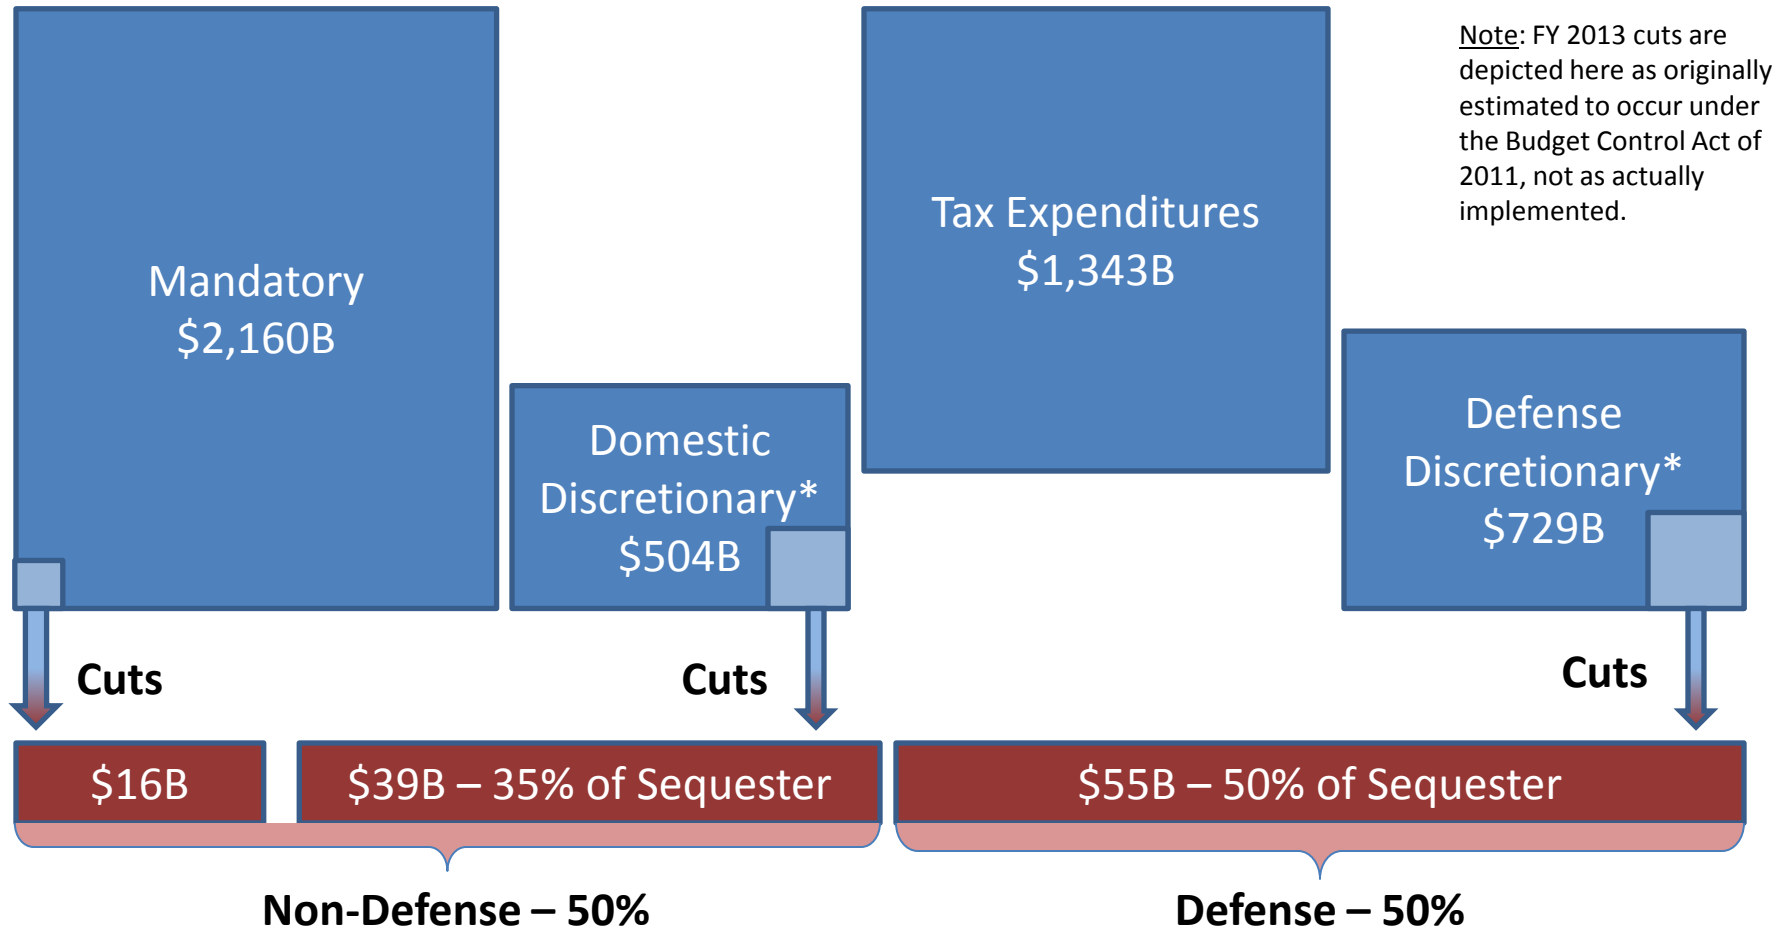 Note: FY 2013 cuts are
depicted here as originally
estimated to occur under
the Budget Control Act of
2011, not as actually
implemented.
Mandatory
$2,160B
Domestic
Discretionary*
$504B
Tax Expenditures
$1,343B
Defense
Discretionary*
$729B
Cuts
Cuts
Cuts
$16B
$39B – 35% of Sequester
$55B – 50% of Sequester
Non-Defense – 50%
Defense – 50%